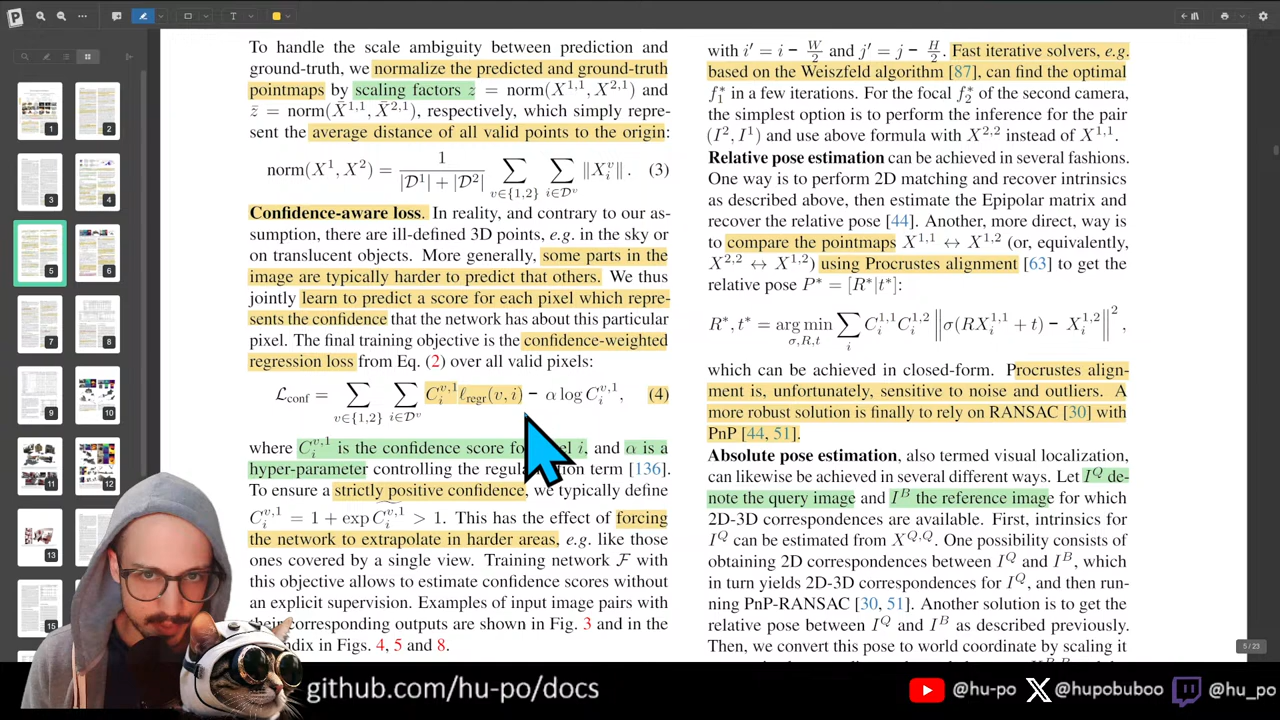 To handle the scale ambiguity between prediction and
ground-truth, we normalize the predicted and ground-truth
pointmaps by scaling factors z = norm(X^{1,1}, X^{2,1}) and
z̄ = norm(X̄^{1,1}, X̄^{2,1}), respectively, which simply repre-
sent the average distance of all valid points to the origin:
norm(X^1, X^2) = \frac{1}{|D^1| + |D^2|} ∑_{v∈{1,2}} ∑_{i∈D^v} ‖X_i^v‖. (3)
Confidence-aware loss. In reality, and contrary to our as-
sumption, there are ill-defined 3D points, e.g. in the sky or
on translucent objects. More generally, some parts in the
image are typically harder to predict that others. We thus
jointly learn to predict a score for each pixel which repre-
sents the confidence that the network has about this particular
pixel. The final training objective is the confidence-weighted
regression loss from Eq. (2) over all valid pixels:
L_conf = ∑_{v∈{1,2}} ∑_{i∈D^v} C_i^{v,1} ℓ_regr(v, i) − α log C_i^{v,1}, (4)
where C_i^{v,1} is the confidence score for i, and α is a
hyper-parameter controlling the term [136].
To ensure a strictly positive confidence, we typically define
C_i^{v,1} = 1 + exp C̃_i^{v,1} > 1. This has the effect of forcing
the network to extrapolate in harder areas, e.g. like those
ones covered by a single view. Training network F with
this objective allows to estimate confidence scores without
an explicit supervision. Examples of input image pairs with
corresponding outputs are shown in Fig. 3 and in the
in Figs. 4, 5 and 8.
with i′ = i − \frac{W}{2} and j′ = j − \frac{H}{2}. Fast iterative solvers, e.g.
based on the Weiszfeld algorithm [87], can find the optimal
f_1^* in a few iterations. For the focal f_2^* of the second camera,
the simplest option is to perform the inference for the pair
(I^2, I^1) and use above formula with X^{2,2} instead of X^{1,1}.
Relative pose estimation can be achieved in several fashions.
One way is to perform 2D matching and recover intrinsics
as described above, then estimate the Epipolar matrix and
recover the relative pose [44]. Another, more direct, way is
to compare the pointmaps X^{1,1} ↔ X^{1,2} (or, equivalently,
X^{2,2} ↔ X^{1,2}) using Procrustes alignment [63] to get the
relative pose P^* = [R^*|t^*]:
R^*, t^* = arg min_{σ,R,t} ∑_i C_i^{1,1} C_i^{1,2} ‖σ(RX_i^{1,1} + t) − X_i^{1,2}‖^2,
which can be achieved in closed-form. Procrustes align-
ment is, unfortunately, sensitive to noise and outliers. A
more robust solution is finally to rely on RANSAC [30] with
PnP [44, 51].
Absolute pose estimation, also termed visual localization,
can likewise be achieved in several different ways. Let I^Q de-
note the query image and I^B the reference image for which
2D-3D correspondences are available. First, intrinsics for
I^Q can be estimated from X^{Q,Q}. One possibility consists of
obtaining 2D correspondences between I^Q and I^B, which
in turn yields 2D-3D correspondences for I^Q, and then run-
ning PnP-RANSAC [30, 51]. Another solution is to get the
relative pose between I^Q and I^B as described previously.
Then, we convert this pose to world coordinate by scaling it
1
2
3
4
5
6
7
8
9
10
11
12
13
15
5 / 23
github.com/hu-po/docs
@hu-po
@hupobuboo
@hu_po